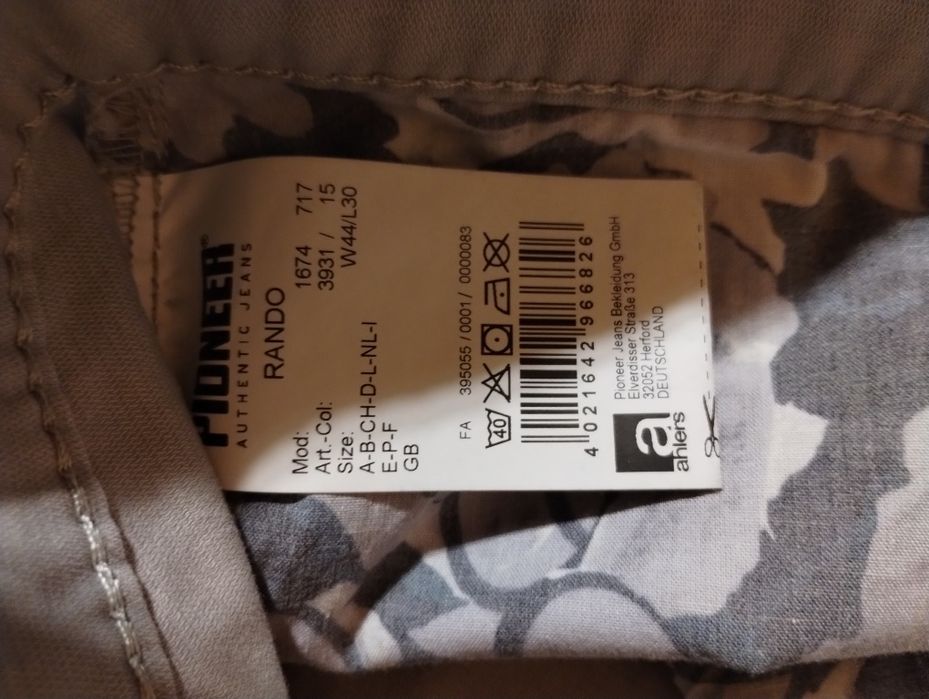 PIONEER®
AUTHENTIC JEANS
RANDO
Mod: 1674 717
Art.-Col: 3931 / 15
Size: W44/L30
A-B-CH-D-L-NL-I
E-P-F
GB
FA 395055 / 0001 / 0000083
40
4 021642 966826
a
ahlers
Pioneer Jeans Bekleidung GmbH
Elverdisser Straße 313
32052 Herford
DEUTSCHLAND